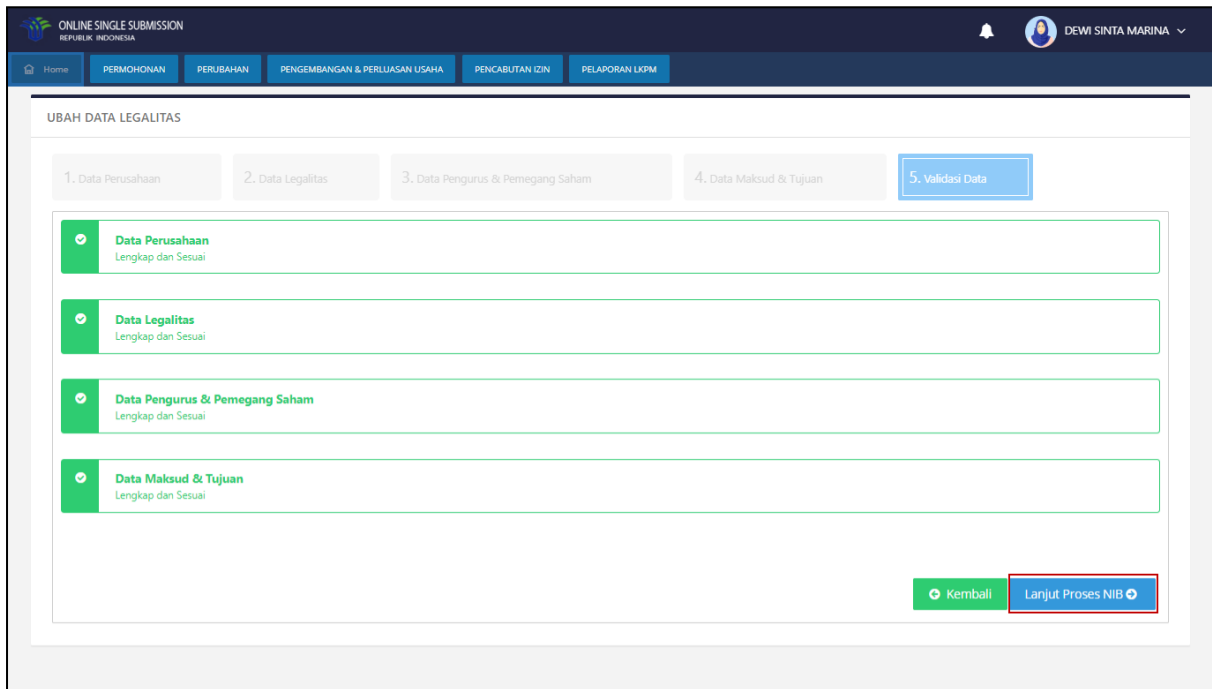 ONLINE SINGLE SUBMISSION
REPUBLIK INDONESIA
DEWI SINTA MARINA
Home
PERMOHONAN
PERUBAHAN
PENGEMBANGAN & PERLUASAN USAHA
PENCABUTAN IZIN
PELAPORAN LKPM
UBAH DATA LEGALITAS
1. Data Perusahaan
2. Data Legalitas
3. Data Pengurus & Pemegang Saham
4. Data Maksud & Tujuan
5. Validasi Data
Data Perusahaan
Lengkap dan Sesuai
Data Legalitas
Lengkap dan Sesuai
Data Pengurus & Pemegang Saham
Lengkap dan Sesuai
Data Maksud & Tujuan
Lengkap dan Sesuai
Kembali
Lanjut Proses NIB